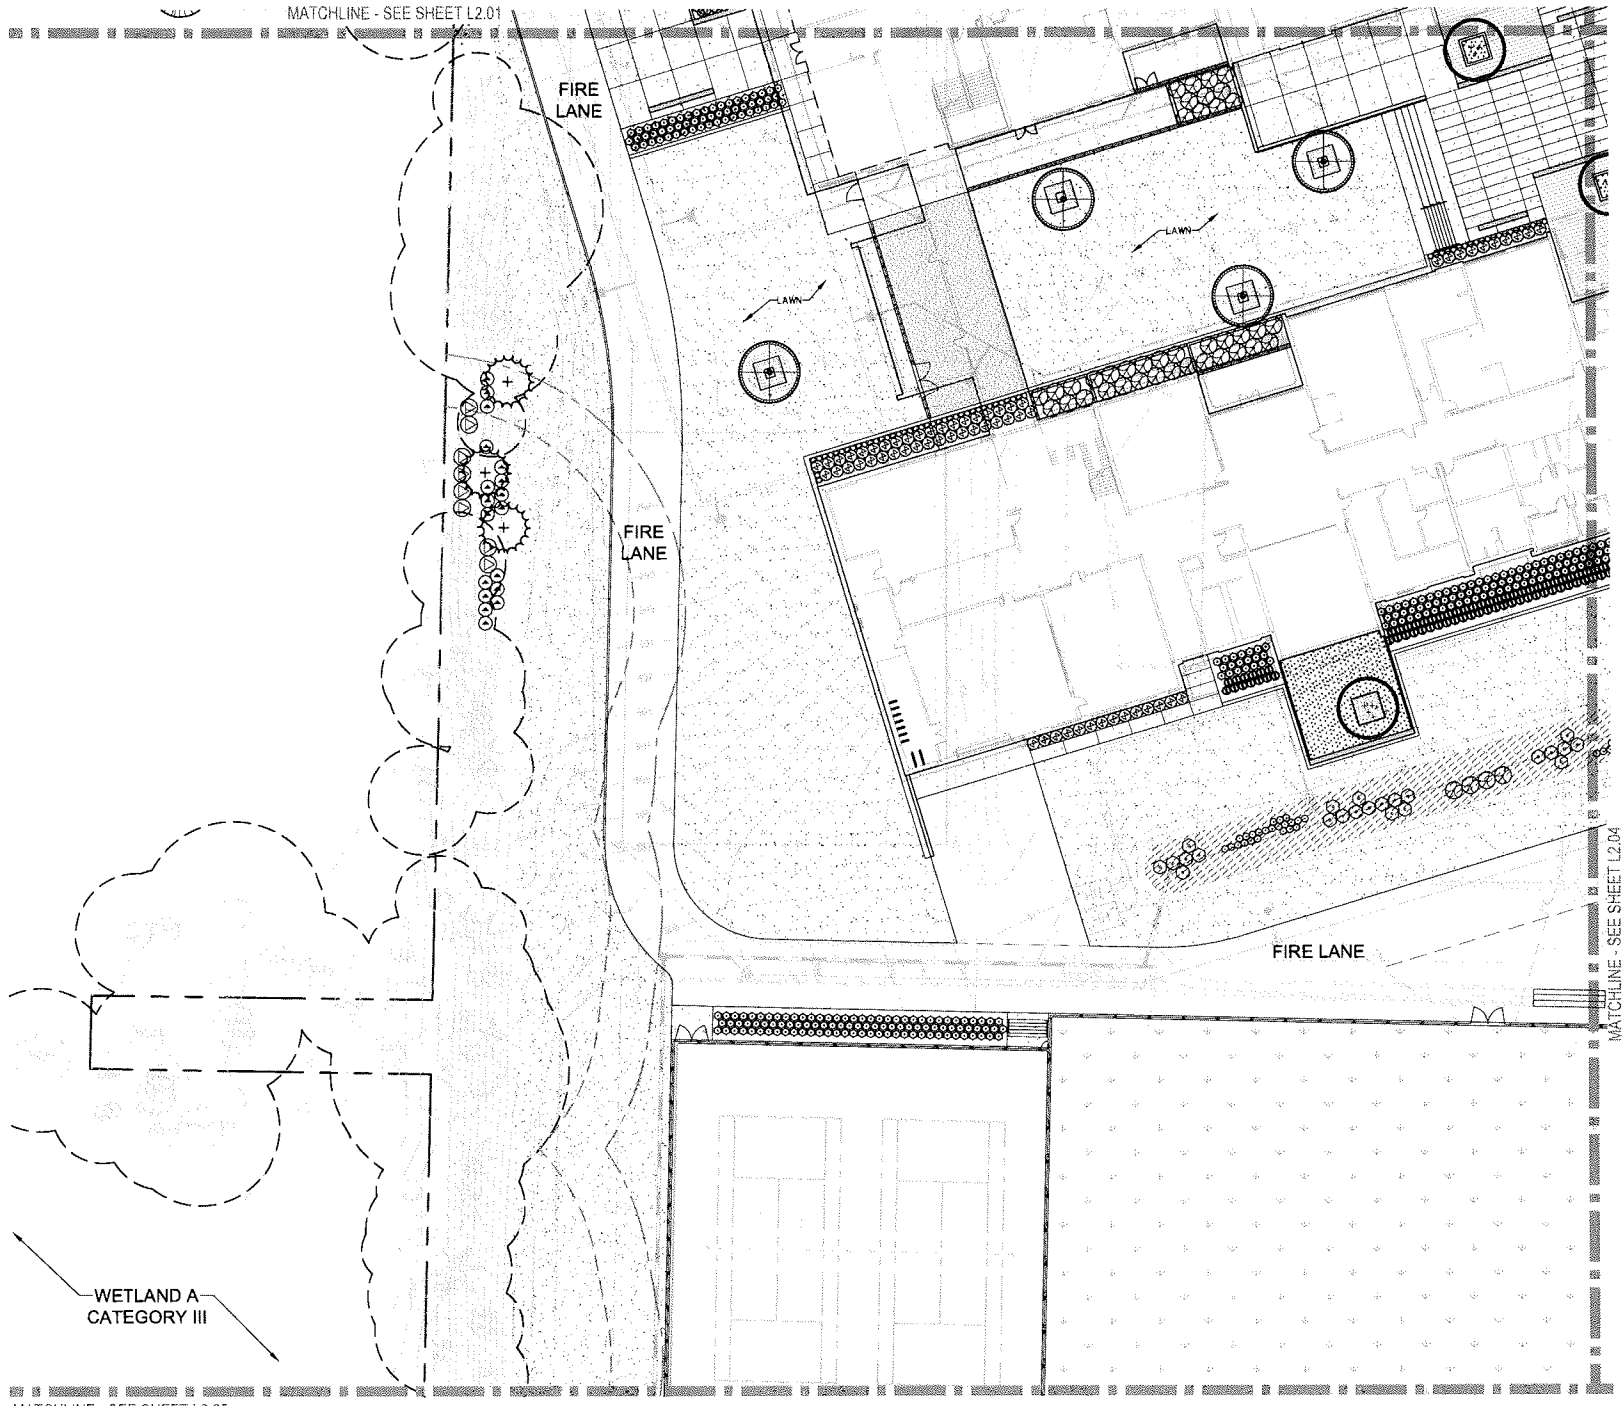 MATCHLINE - SEE SHEET L2.01
FIRE
LANE
LAWN
LAWN
FIRE
LANE
MATCHLINE - SEE SHEET L2.04
FIRE LANE
WETLAND A
CATEGORY III